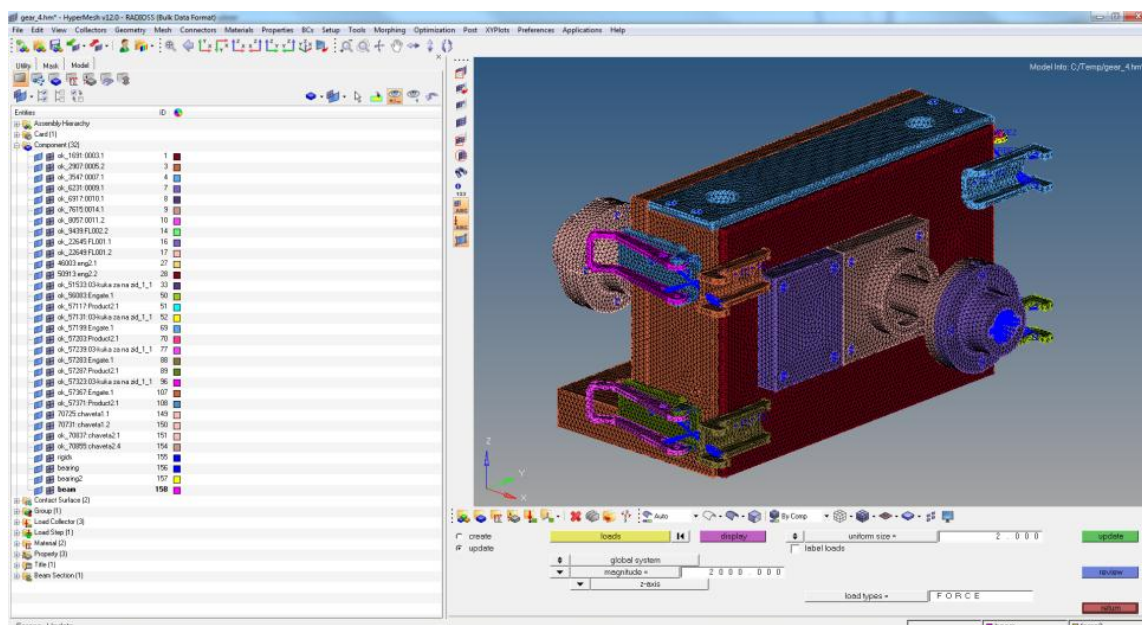 gear_4.hm* - HyperMesh v12.0 - RADIOSS (Bulk Data Format)
File Edit View Collectors Geometry Mesh Connectors Materials Properties BCs Setup Tools Morphing Optimization Post XYPlots Preferences Applications Help
Utility Mask Model
Model Info: C:/Temp/gear_4.hm*
Entities ID
Assembly Hierarchy
Card (1)
Component (32)
ok_1691:0003.1 1
ok_2907:0005.2 3
ok_3547:0007.1 4
ok_6231:0009.1 7
ok_6917:0010.1 8
ok_7615:0014.1 9
ok_8057:0011.2 10
ok_9439:FL002.2 14
ok_22645:FL001.1 16
ok_22649:FL001.2 17
46003:eng2.1 27
50913:eng2.2 28
ok_51533:03-kuka za na zid_1_1 33
ok_56083:Engate.1 50
ok_57117:Product2.1 51
ok_57131:03-kuka za na zid_1_1 52
ok_57199:Engate.1 69
ok_57203:Product2.1 70
ok_57239:03-kuka za na zid_1_1 77
ok_57283:Engate.1 88
ok_57287:Product2.1 89
ok_57323:03-kuka za na zid_1_1 96
ok_57367:Engate.1 107
ok_57371:Product2.1 108
70725:chaveta1.1 149
70731:chaveta1.2 150
ok_70837:chaveta2.1 151
ok_70855:chaveta2.4 154
rigids 155
bearing 156
bearing2 157
beam 158
Contact Surface (2)
Group (1)
Load Collector (3)
Load Step (1)
Material (2)
Property (3)
Title (1)
Beam Section (1)
Z
Y
X
Auto By Comp
create loads display uniform size = 2.000 update
update label loads
global system
magnitude = 2000.000 review
z-axis
load types = FORCE
return